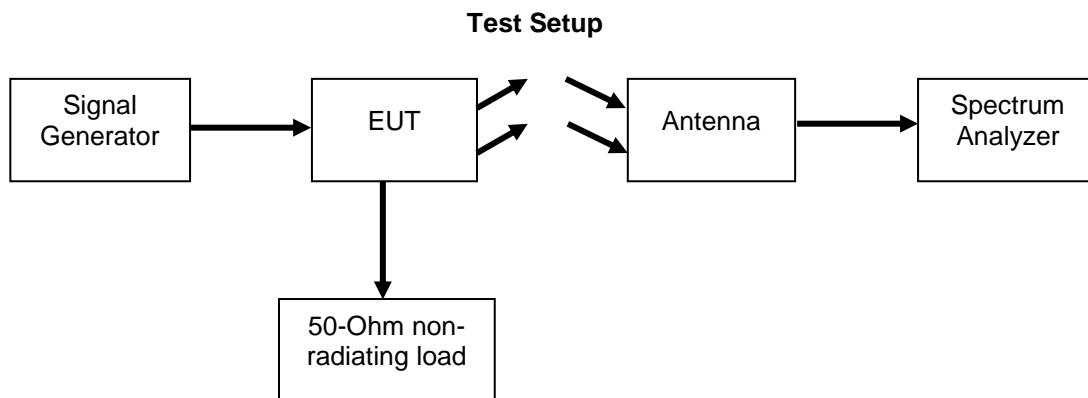 Test Setup
Signal
Generator
EUT
Antenna
Spectrum
Analyzer
50-Ohm non-
radiating load